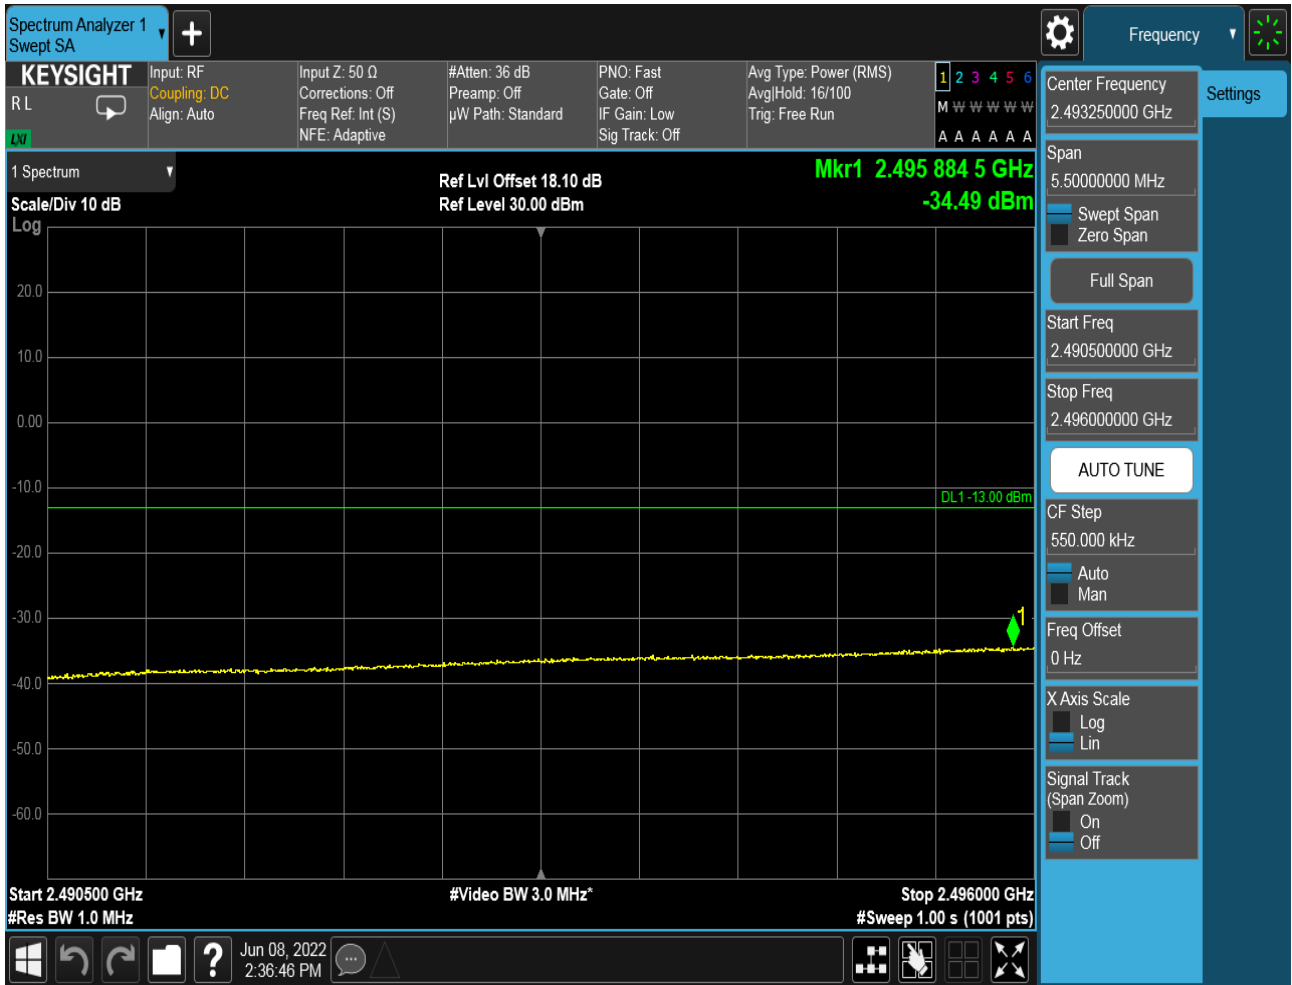 Spectrum Analyzer 1
Swept SA
Frequency
KEYSIGHT
R L
LXI
Input: RF
Coupling: DC
Align: Auto
Input Z: 50 Ω
Corrections: Off
Freq Ref: Int (S)
NFE: Adaptive
#Atten: 36 dB
Preamp: Off
µW Path: Standard
PNO: Fast
Gate: Off
IF Gain: Low
Sig Track: Off
Avg Type: Power (RMS)
Avg|Hold: 16/100
Trig: Free Run
1 2 3 4 5 6
M W W W W W
A A A A A A
Center Frequency
2.493250000 GHz
Settings
1 Spectrum
Scale/Div 10 dB
Log
Ref Lvl Offset 18.10 dB
Ref Level 30.00 dBm
Mkr1 2.495 884 5 GHz
-34.49 dBm
20.0
10.0
0.00
-10.0
-20.0
-30.0
-40.0
-50.0
-60.0
DL1 -13.00 dBm
1
Start 2.490500 GHz
#Res BW 1.0 MHz
#Video BW 3.0 MHz*
Stop 2.496000 GHz
#Sweep 1.00 s (1001 pts)
Span
5.50000000 MHz
Swept Span
Zero Span
Full Span
Start Freq
2.490500000 GHz
Stop Freq
2.496000000 GHz
AUTO TUNE
CF Step
550.000 kHz
Auto
Man
Freq Offset
0 Hz
X Axis Scale
Log
Lin
Signal Track
(Span Zoom)
On
Off
?
Jun 08, 2022
2:36:46 PM